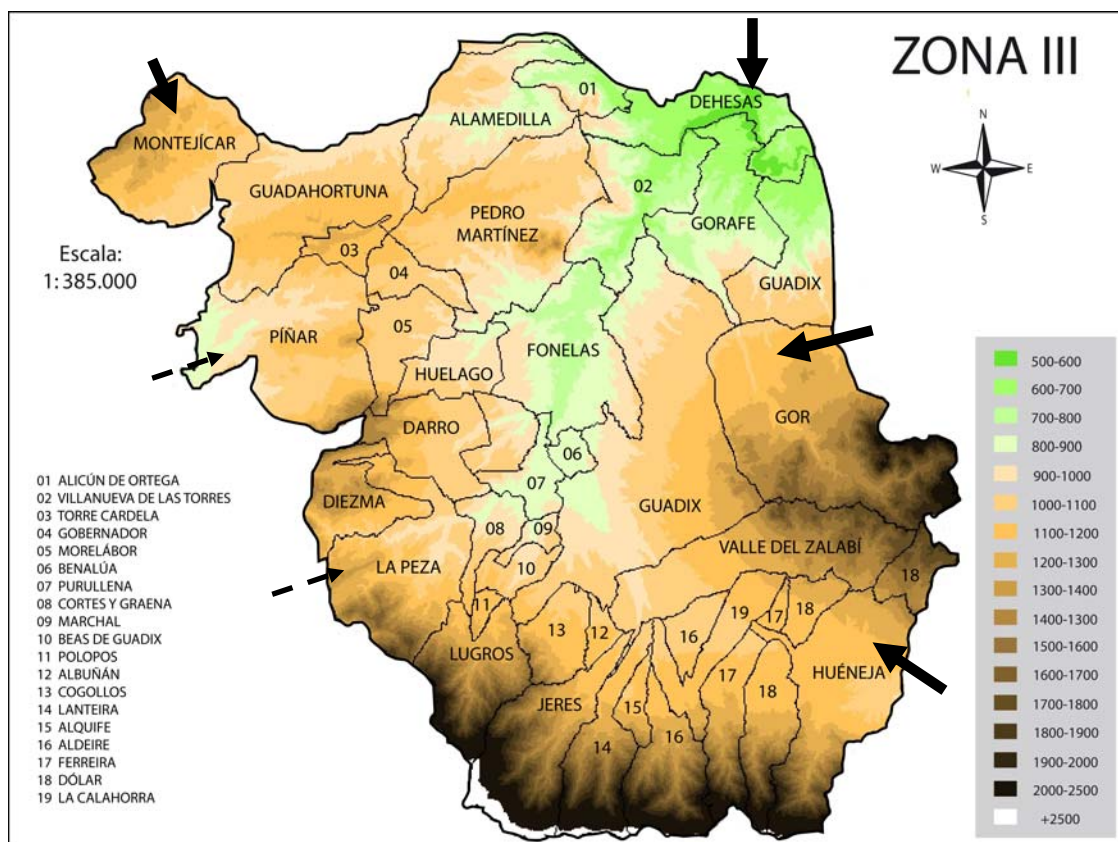 ZONA III
N
W
E
S
Escala:
1:385.000
MONTEJÍCAR
GUADAHORTUNA
ALAMEDILLA
01
DEHESAS
02
PEDRO
MARTÍNEZ
GORAFE
GUADIX
03
04
05
PÍÑAR
HUELAGO
FONELAS
GOR
DARRO
06
07
DIEZMA
08
09
10
GUADIX
LA PEZA
VALLE DEL ZALABÍ
18
11
12
13
LUGROS
16
19
17
18
HUÉNEJA
JERES
15
14
16
17
18
01 ALICÚN DE ORTEGA
02 VILLANUEVA DE LAS TORRES
03 TORRE CARDELA
04 GOBERNADOR
05 MORELÁBOR
06 BENALÚA
07 PURULLENA
08 CORTES Y GRAENA
09 MARCHAL
10 BEAS DE GUADIX
11 POLOPOS
12 ALBUÑÁN
13 COGOLLOS
14 LANTEIRA
15 ALQUIFE
16 ALDEIRE
17 FERREIRA
18 DÓLAR
19 LA CALAHORRA
500-600
600-700
700-800
800-900
900-1000
1000-1100
1100-1200
1200-1300
1300-1400
1400-1300
1500-1600
1600-1700
1700-1800
1800-1900
1900-2000
2000-2500
+2500